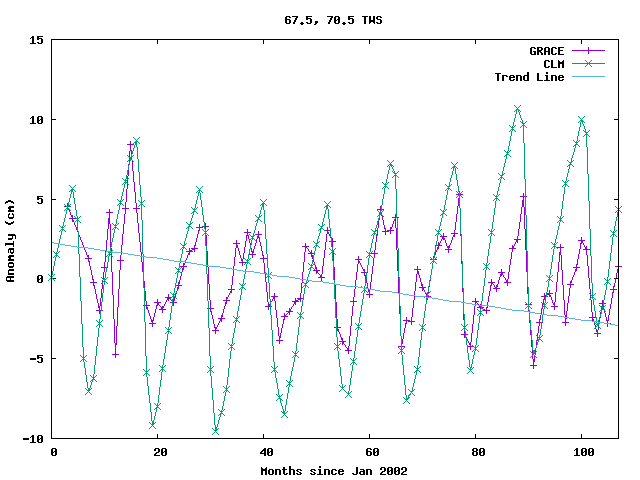 67.5, 70.5 TWS
GRACE
CLM
Trend Line
15
10
5
0
-5
-10
Anomaly (cm)
0 20 40 60 80 100
Months since Jan 2002